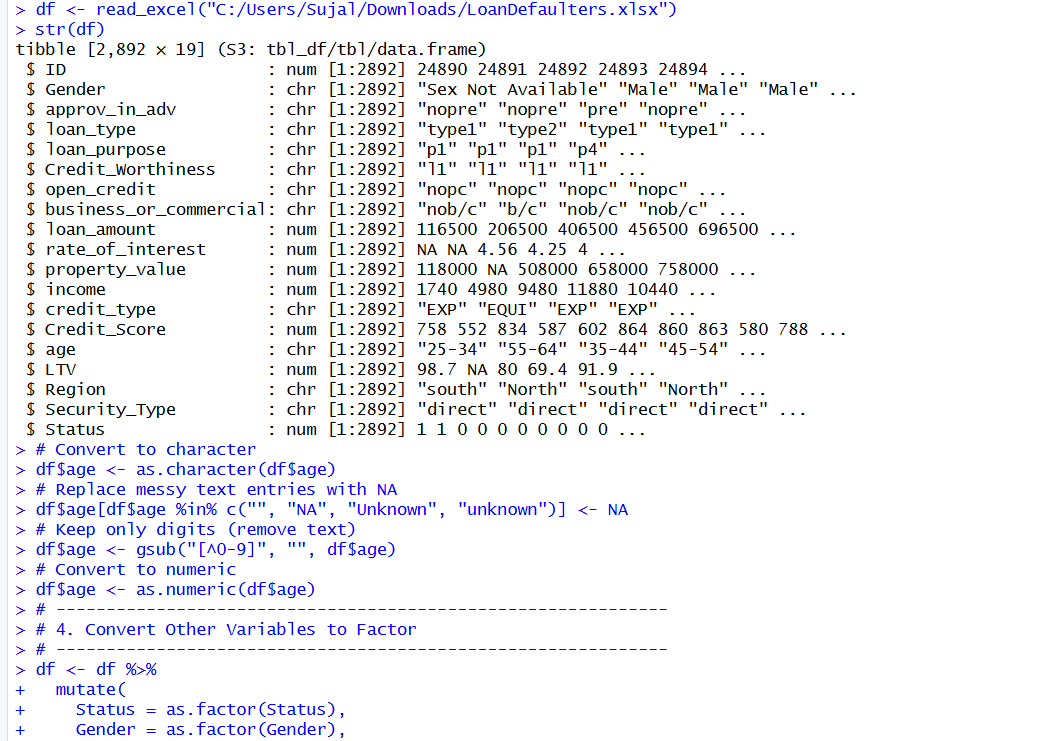 > df <- read_excel("C:/Users/Sujal/Downloads/LoanDefaulters.xlsx")
> str(df)
tibble [2,892 × 19] (S3: tbl_df/tbl/data.frame)
 $ ID                    : num [1:2892] 24890 24891 24892 24893 24894 ...
 $ Gender                : chr [1:2892] "Sex Not Available" "Male" "Male" "Male" ...
 $ approv_in_adv         : chr [1:2892] "nopre" "nopre" "pre" "nopre" ...
 $ loan_type             : chr [1:2892] "type1" "type2" "type1" "type1" ...
 $ loan_purpose          : chr [1:2892] "p1" "p1" "p1" "p4" ...
 $ Credit_Worthiness     : chr [1:2892] "l1" "l1" "l1" "l1" ...
 $ open_credit           : chr [1:2892] "nopc" "nopc" "nopc" "nopc" ...
 $ business_or_commercial: chr [1:2892] "nob/c" "b/c" "nob/c" "nob/c" ...
 $ loan_amount           : num [1:2892] 116500 206500 406500 456500 696500 ...
 $ rate_of_interest      : num [1:2892] NA NA 4.56 4.25 4 ...
 $ property_value        : num [1:2892] 118000 NA 508000 658000 758000 ...
 $ income                : num [1:2892] 1740 4980 9480 11880 10440 ...
 $ credit_type           : chr [1:2892] "EXP" "EQUI" "EXP" "EXP" ...
 $ Credit_Score          : num [1:2892] 758 552 834 587 602 864 860 863 580 788 ...
 $ age                   : chr [1:2892] "25-34" "55-64" "35-44" "45-54" ...
 $ LTV                   : num [1:2892] 98.7 NA 80 69.4 91.9 ...
 $ Region                : chr [1:2892] "south" "North" "south" "North" ...
 $ Security_Type         : chr [1:2892] "direct" "direct" "direct" "direct" ...
 $ Status                : num [1:2892] 1 1 0 0 0 0 0 0 0 0 ...
> # Convert to character
> df$age <- as.character(df$age)
> # Replace messy text entries with NA
> df$age[df$age %in% c("", "NA", "Unknown", "unknown")] <- NA
> # Keep only digits (remove text)
> df$age <- gsub("[^0-9]", "", df$age)
> # Convert to numeric
> df$age <- as.numeric(df$age)
> # -------------------------------------------------------------
> # 4. Convert Other Variables to Factor
> # -------------------------------------------------------------
> df <- df %>%
+   mutate(
+     Status = as.factor(Status),
+     Gender = as.factor(Gender),